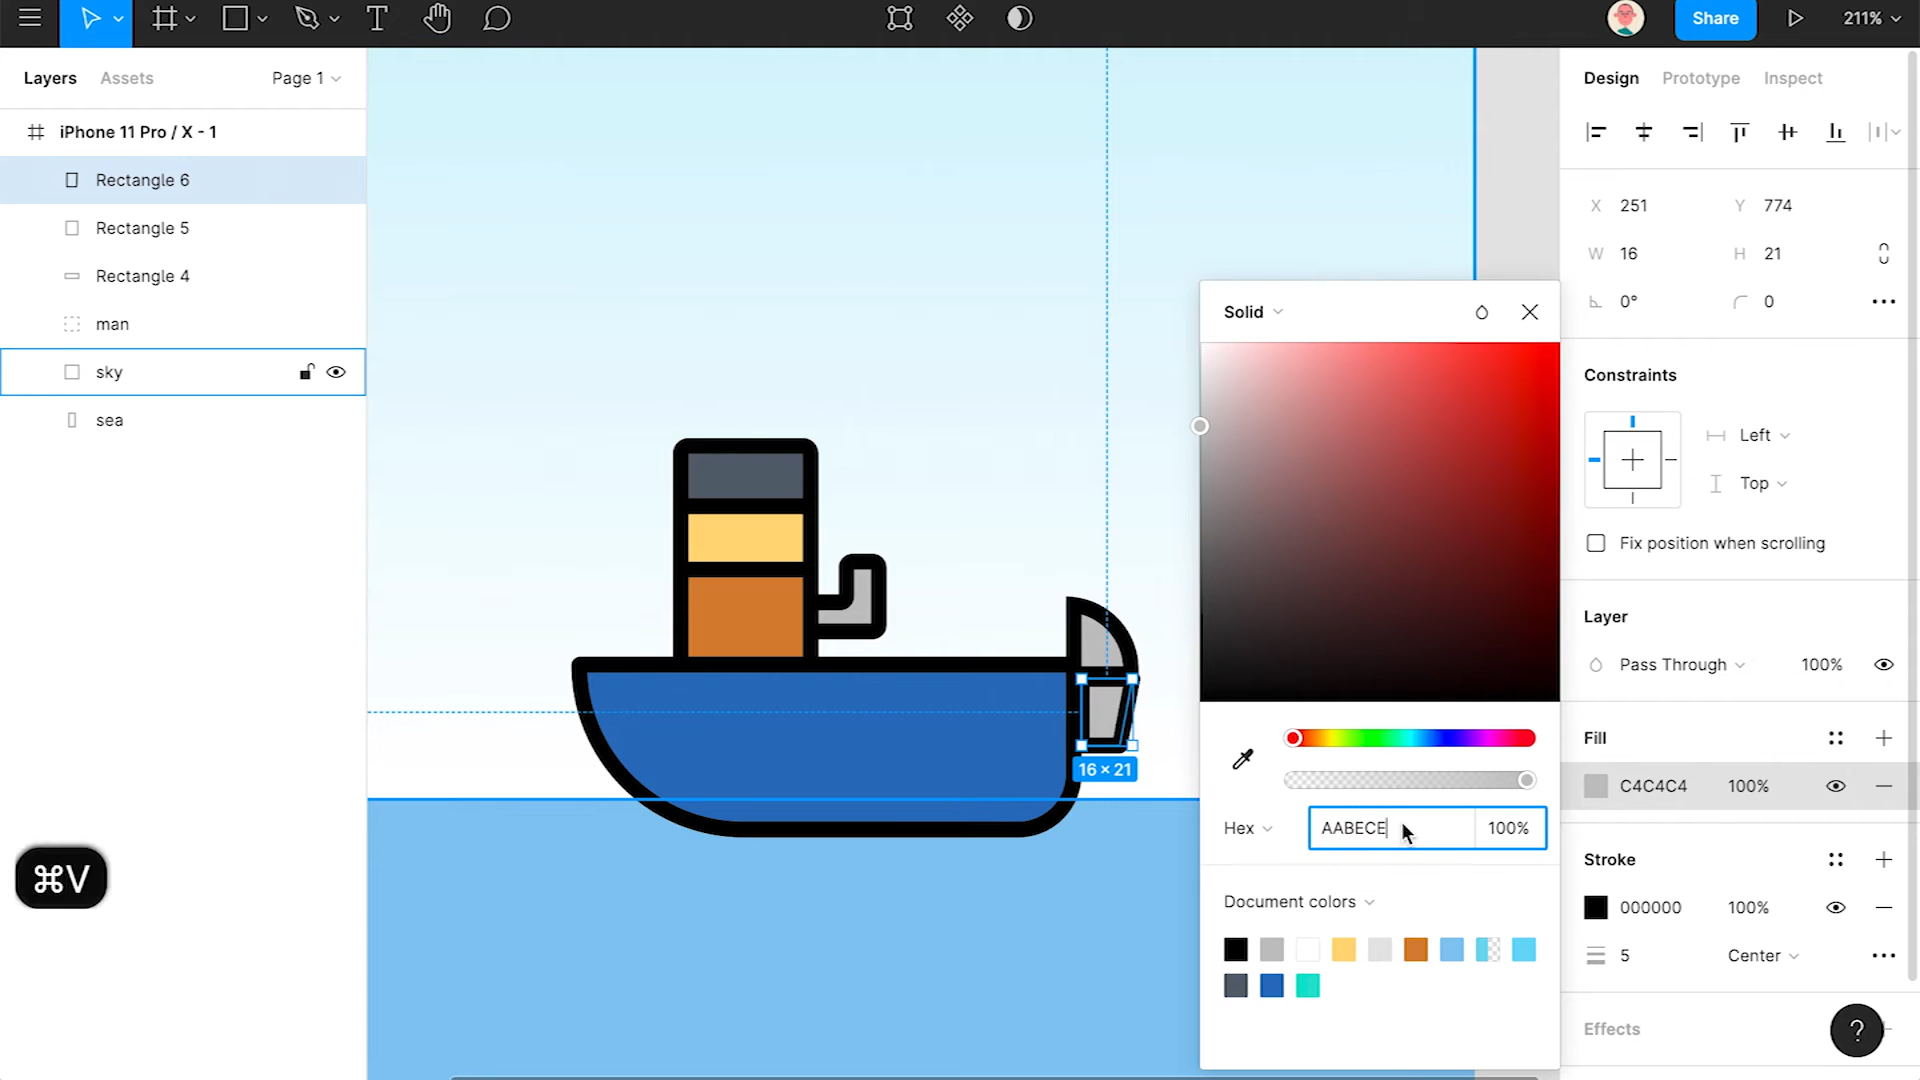 Share
211%
Layers
Assets
Page 1
iPhone 11 Pro / X - 1
Rectangle 6
Rectangle 5
Rectangle 4
man
sky
sea
⌘V
16 × 21
Solid
Hex
AABECE
100%
Document colors
Design
Prototype
Inspect
X 251
Y 774
W 16
H 21
0°
0
Constraints
Left
Top
Fix position when scrolling
Layer
Pass Through
100%
Fill
C4C4C4
100%
Stroke
000000
100%
5
Center
Effects
?